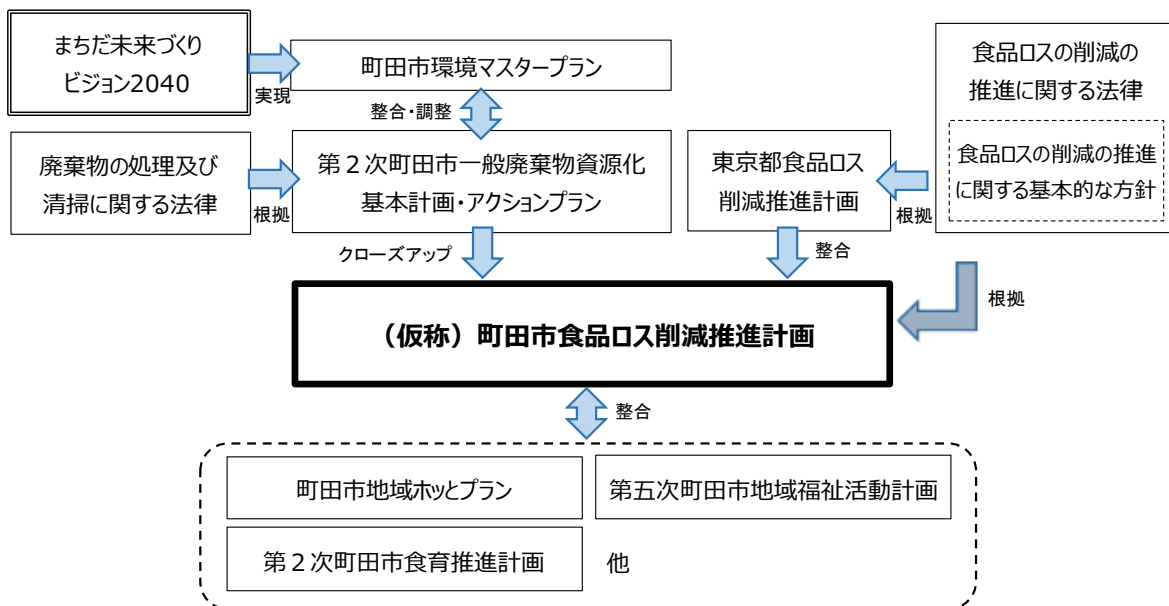 まちだ未来づくり
ビジョン2040
実現
町田市環境マスタープラン
整合・調整
廃棄物の処理及び
清掃に関する法律
根拠
第2次町田市一般廃棄物資源化
基本計画・アクションプラン
クローズアップ
東京都食品ロス
削減推進計画
整合
根拠
食品ロスの削減の
推進に関する法律
食品ロスの削減の推進
に関する基本的な方針
根拠
(仮称)町田市食品ロス削減推進計画
整合
町田市地域ホッとプラン
第五次町田市地域福祉活動計画
第2次町田市食育推進計画
他